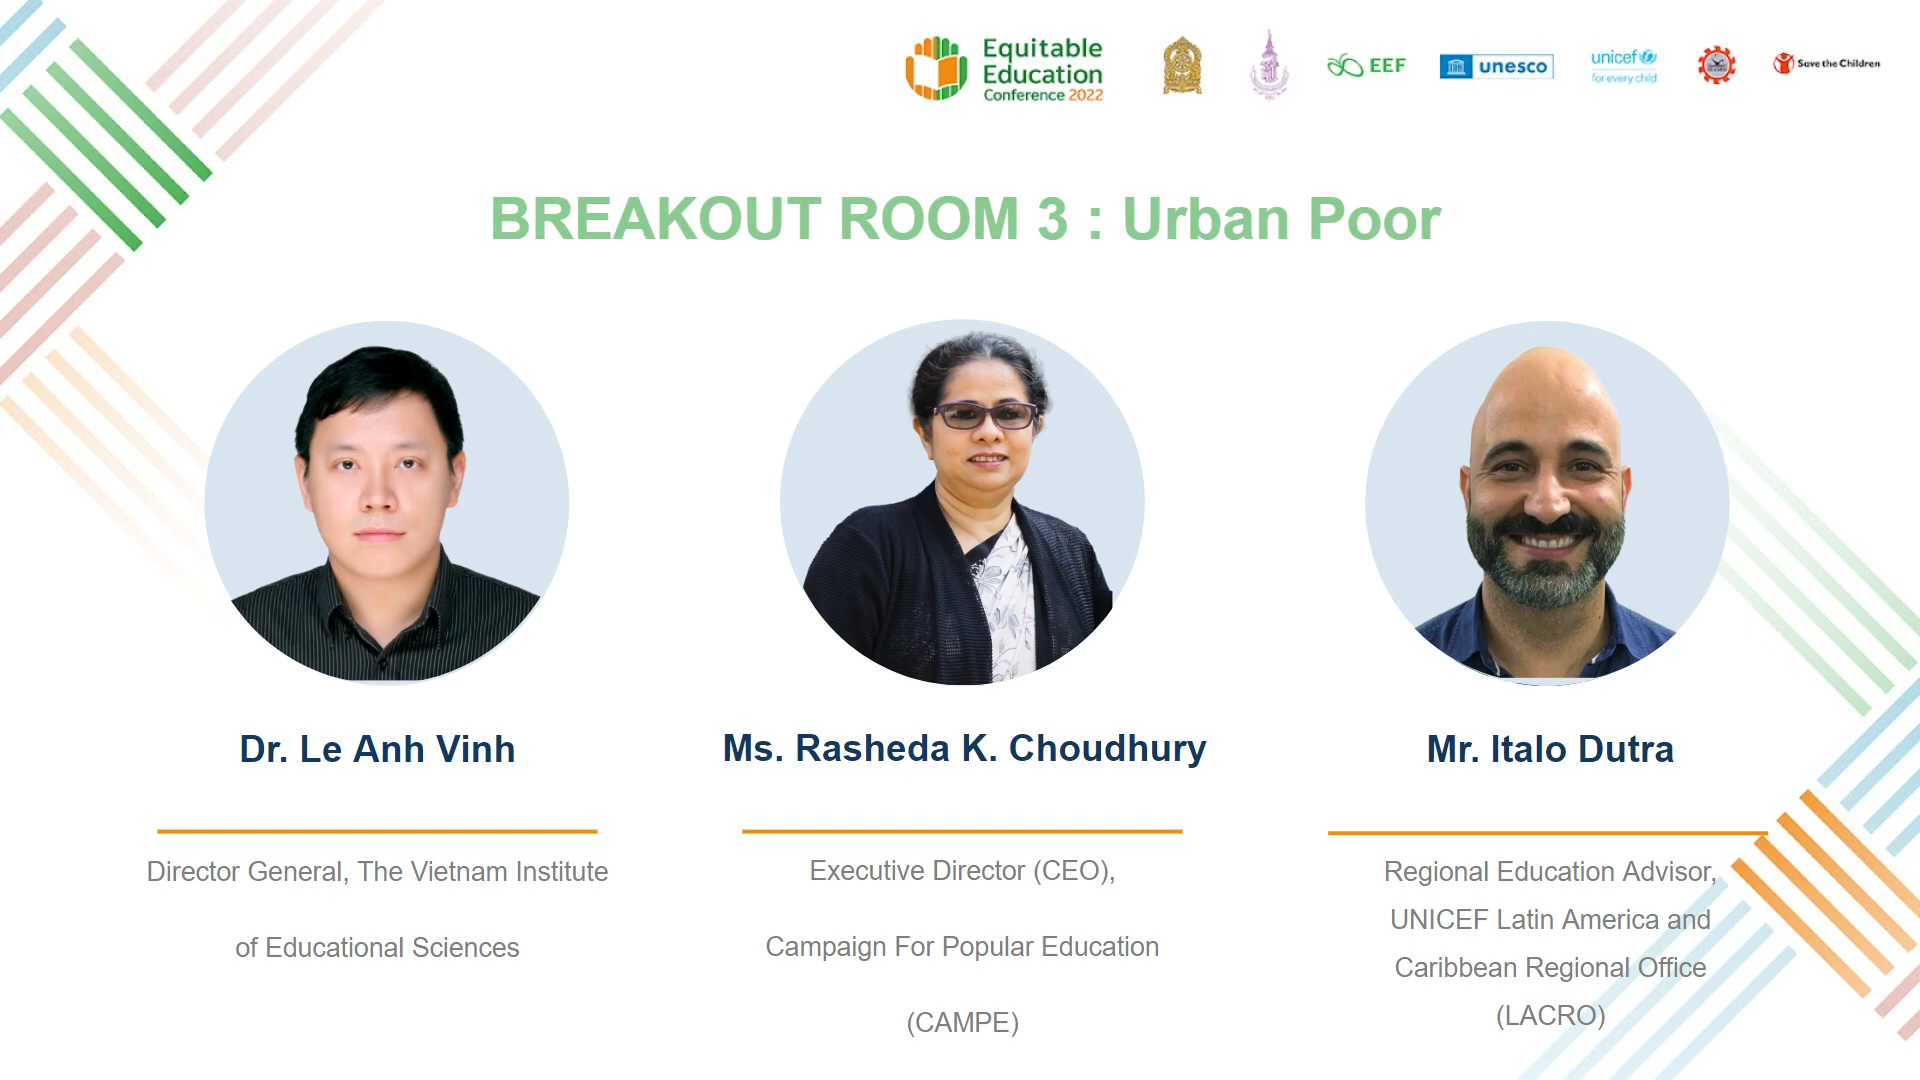 Equitable
Education
Conference 2022
EEF
unesco
unicef
for every child
Save the Children
BREAKOUT ROOM 3 : Urban Poor
Dr. Le Anh Vinh
Director General, The Vietnam Institute
of Educational Sciences
Ms. Rasheda K. Choudhury
Executive Director (CEO),
Campaign For Popular Education
(CAMPE)
Mr. Italo Dutra
Regional Education Advisor,
UNICEF Latin America and
Caribbean Regional Office
(LACRO)